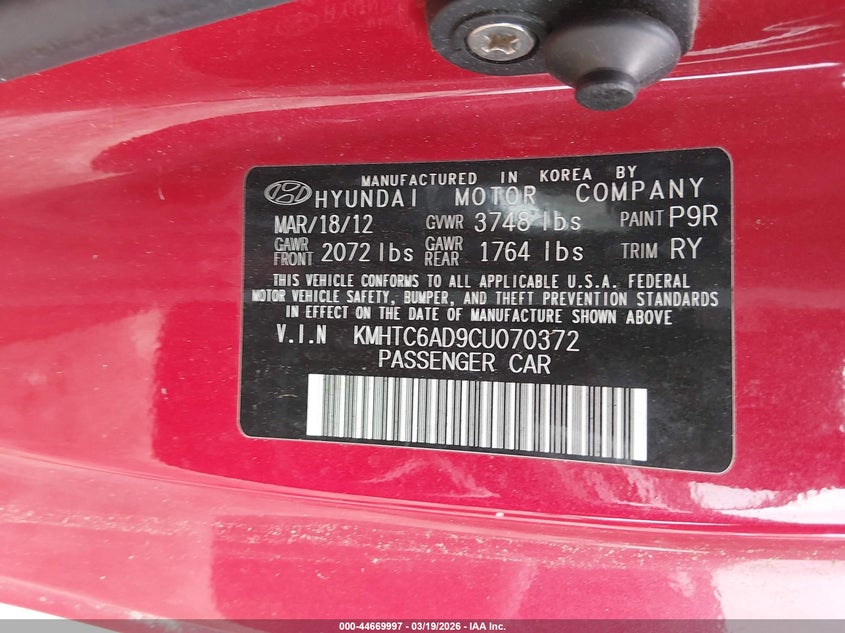 MANUFACTURED IN KOREA BY
HYUNDAI MOTOR COMPANY
MAR/18/12 GVWR 3748 lbs PAINT P9R
GAWR FRONT 2072 lbs GAWR REAR 1764 lbs TRIM RY
THIS VEHICLE CONFORMS TO ALL APPLICABLE U.S.A. FEDERAL
MOTOR VEHICLE SAFETY, BUMPER, AND THEFT PREVENTION STANDARDS
IN EFFECT ON THE DATE OF MANUFACTURE SHOWN ABOVE
V.I.N KMHTC6AD9CU070372
PASSENGER CAR
000-44669997 | 03/19/2026 | IAA Inc.